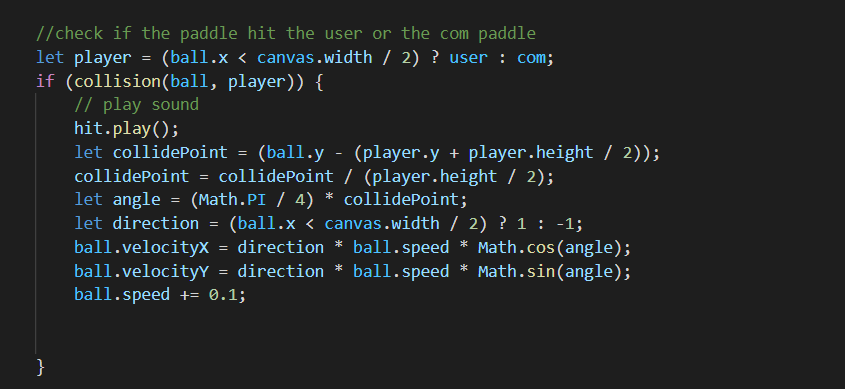 //check if the paddle hit the user or the com paddle
let player = (ball.x < canvas.width / 2) ? user : com;
if (collision(ball, player)) {
// play sound
hit.play();
let collidePoint = (ball.y - (player.y + player.height / 2));
collidePoint = collidePoint / (player.height / 2);
let angle = (Math.PI / 4) * collidePoint;
let direction = (ball.x < canvas.width / 2) ? 1 : -1;
ball.velocityX = direction * ball.speed * Math.cos(angle);
ball.velocityY = direction * ball.speed * Math.sin(angle);
ball.speed += 0.1;
}